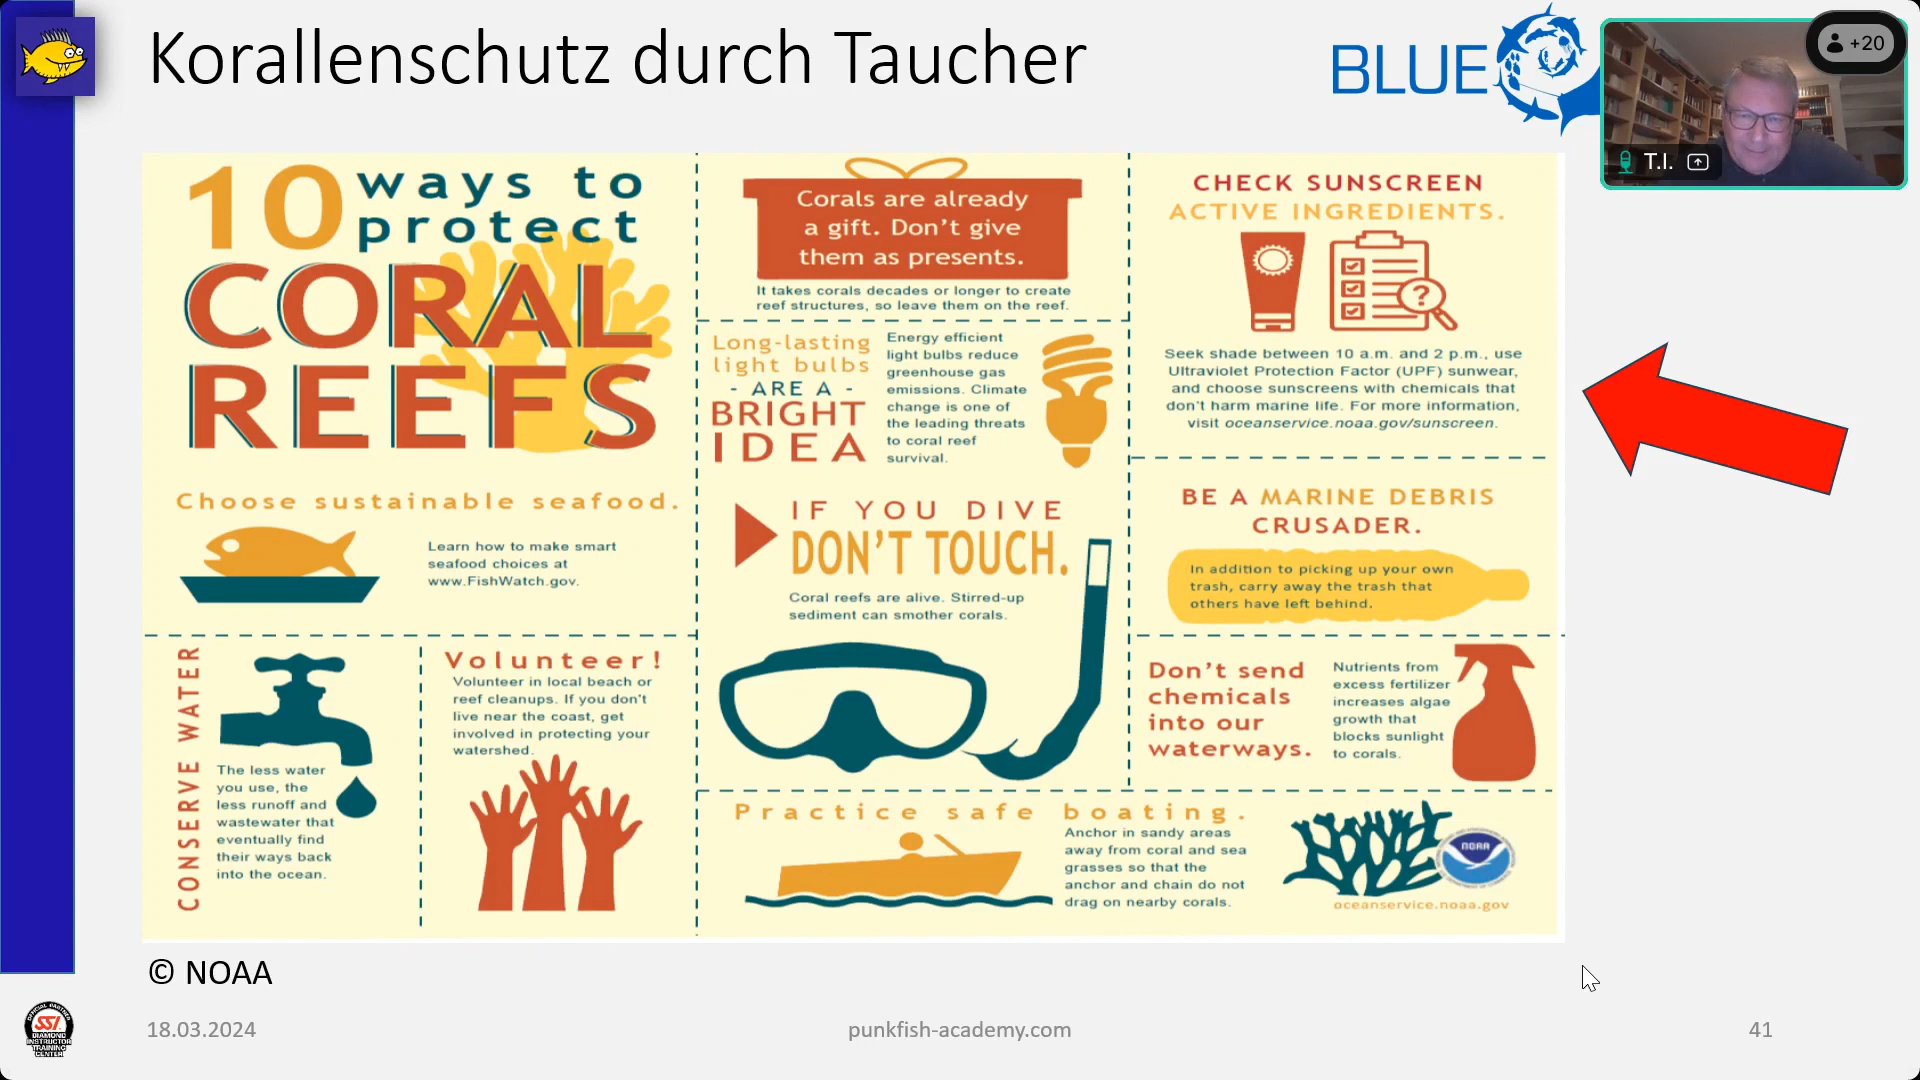 Korallenschutz durch Taucher
BLUE
+20
T.I.
10 ways to
protect
CORAL
REEFS
Choose sustainable seafood.
Learn how to make smart
seafood choices at
www.FishWatch.gov.
CONSERVE WATER
The less water
you use, the
less runoff and
wastewater that
eventually find
their ways back
into the ocean.
Volunteer!
Volunteer in local beach or
reef cleanups. If you don't
live near the coast, get
involved in protecting your
watershed.
Corals are already
a gift. Don't give
them as presents.
It takes corals decades or longer to create
reef structures, so leave them on the reef.
Long-lasting
light bulbs
- ARE A -
BRIGHT
IDEA
Energy efficient
light bulbs reduce
greenhouse gas
emissions. Climate
change is one of
the leading threats
to coral reef
survival.
IF YOU DIVE
DON'T TOUCH.
Coral reefs are alive. Stirred-up
sediment can smother corals.
CHECK SUNSCREEN
ACTIVE INGREDIENTS.
?
Seek shade between 10 a.m. and 2 p.m., use
Ultraviolet Protection Factor (UPF) sunwear,
and choose sunscreens with chemicals that
don't harm marine life. For more information,
visit oceanservice.noaa.gov/sunscreen.
BE A MARINE DEBRIS
CRUSADER.
In addition to picking up your own
trash, carry away the trash that
others have left behind.
Don't send
chemicals
into our
waterways.
Nutrients from
excess fertilizer
increases algae
growth that
blocks sunlight
to corals.
Practice safe boating.
Anchor in sandy areas
away from coral and sea
grasses so that the
anchor and chain do not
drag on nearby corals.
NOAA
oceanservice.noaa.gov
© NOAA
SSI
DIAMOND
INSTRUCTOR
TRAINING
CENTER
18.03.2024
punkfish-academy.com
41